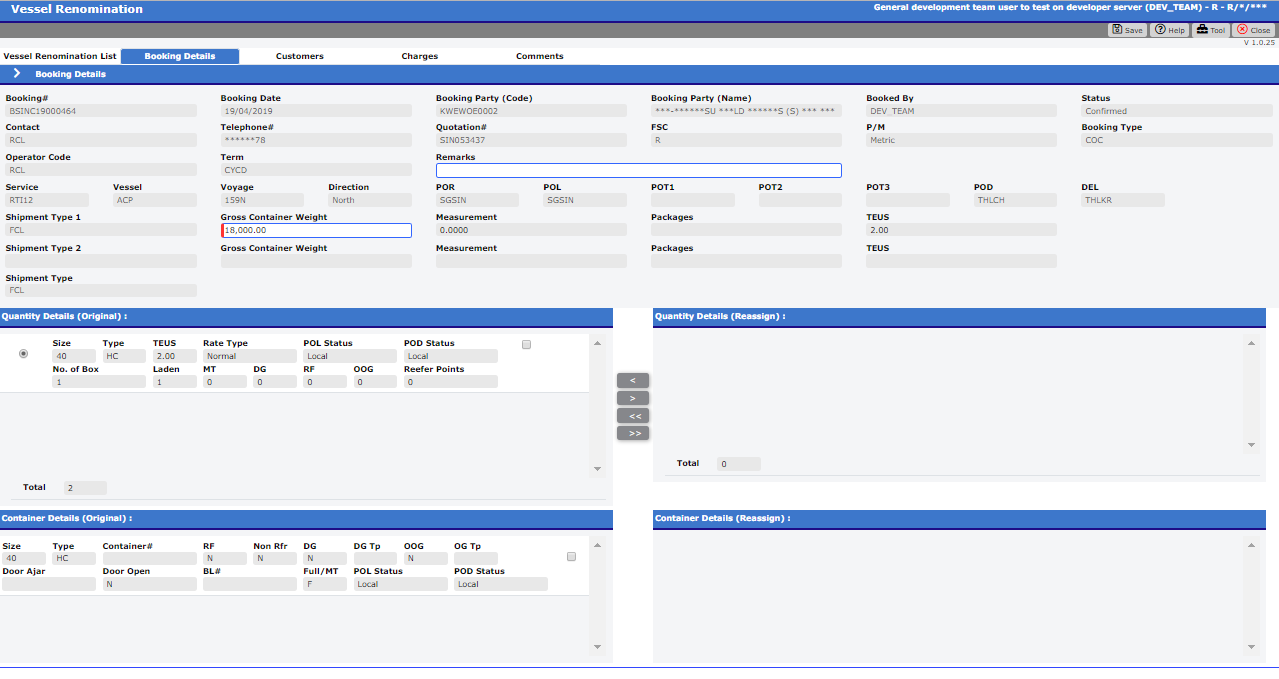 Vessel Renomination General development team user to test on developer server (DEV_TEAM) - R - R/*/***
Save Help Tool Close
V 1.0.25
Vessel Renomination List Booking Details Customers Charges Comments
Booking Details
Booking# Booking Date Booking Party (Code) Booking Party (Name) Booked By Status
BSINC19000464 19/04/2019 KWEWOE0002 ***-******SU ***LD ******S (S) *** *** DEV_TEAM Confirmed
Contact Telephone# Quotation# FSC P/M Booking Type
RCL ******78 SIN053437 R Metric COC
Operator Code Term Remarks
RCL CYCD
Service Vessel Voyage Direction POR POL POT1 POT2 POT3 POD DEL
RTI12 ACP 159N North SGSIN SGSIN THLCH THLKR
Shipment Type 1 Gross Container Weight Measurement Packages TEUS
FCL 18,000.00 0.0000 2.00
Shipment Type 2 Gross Container Weight Measurement Packages TEUS
Shipment Type
FCL
Quantity Details (Original) : Quantity Details (Reassign) :
Size Type TEUS Rate Type POL Status POD Status
40 HC 2.00 Normal Local Local
No. of Box Laden MT DG RF OOG Reefer Points
1 1 0 0 0 0 0
<
>
<<
>>
Total 0
Total 2
Container Details (Original) : Container Details (Reassign) :
Size Type Container# RF Non Rfr DG DG Tp OOG OG Tp
40 HC N N N N
Door Ajar Door Open BL# Full/MT POL Status POD Status
N F Local Local